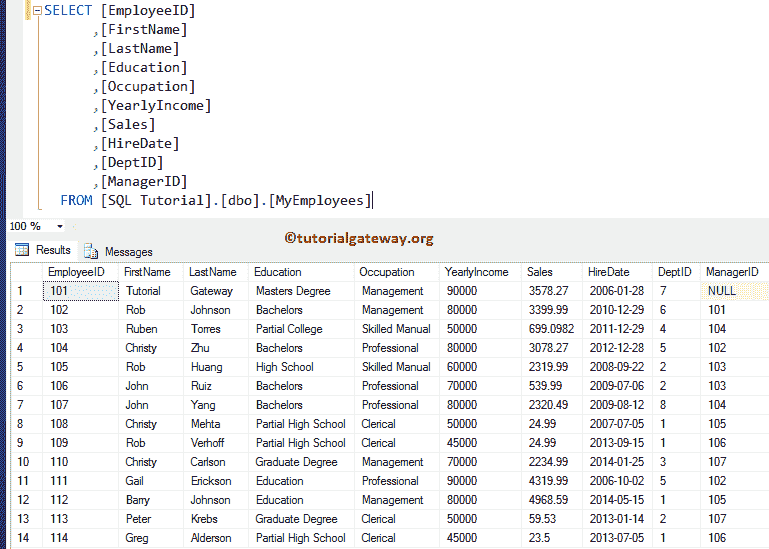 SELECT [EmployeeID]
,[FirstName]
,[LastName]
,[Education]
,[Occupation]
,[YearlyIncome]
,[Sales]
,[HireDate]
,[DeptID]
,[ManagerID]
FROM [SQL Tutorial].[dbo].[MyEmployees]
100 %
©tutorialgateway.org
Results Messages
EmployeeID FirstName LastName Education Occupation YearlyIncome Sales HireDate DeptID ManagerID
1 101 Tutorial Gateway Masters Degree Management 90000 3578.27 2006-01-28 7 NULL
2 102 Rob Johnson Bachelors Management 80000 3399.99 2010-12-29 6 101
3 103 Ruben Torres Partial College Skilled Manual 50000 699.0982 2011-12-29 4 104
4 104 Christy Zhu Bachelors Professional 80000 3078.27 2012-12-28 5 102
5 105 Rob Huang High School Skilled Manual 60000 2319.99 2008-09-22 2 103
6 106 John Ruiz Bachelors Professional 70000 539.99 2009-07-06 2 103
7 107 John Yang Bachelors Professional 80000 2320.49 2009-08-12 8 104
8 108 Christy Mehta Partial High School Clerical 50000 24.99 2007-07-05 1 105
9 109 Rob Verhoff Partial High School Clerical 45000 24.99 2013-09-15 1 106
10 110 Christy Carlson Graduate Degree Management 70000 2234.99 2014-01-25 3 107
11 111 Gail Erickson Education Professional 90000 4319.99 2006-10-02 5 102
12 112 Barry Johnson Education Management 80000 4968.59 2014-05-15 1 105
13 113 Peter Krebs Graduate Degree Clerical 50000 59.53 2013-01-14 2 107
14 114 Greg Alderson Partial High School Clerical 45000 23.5 2013-07-05 1 106